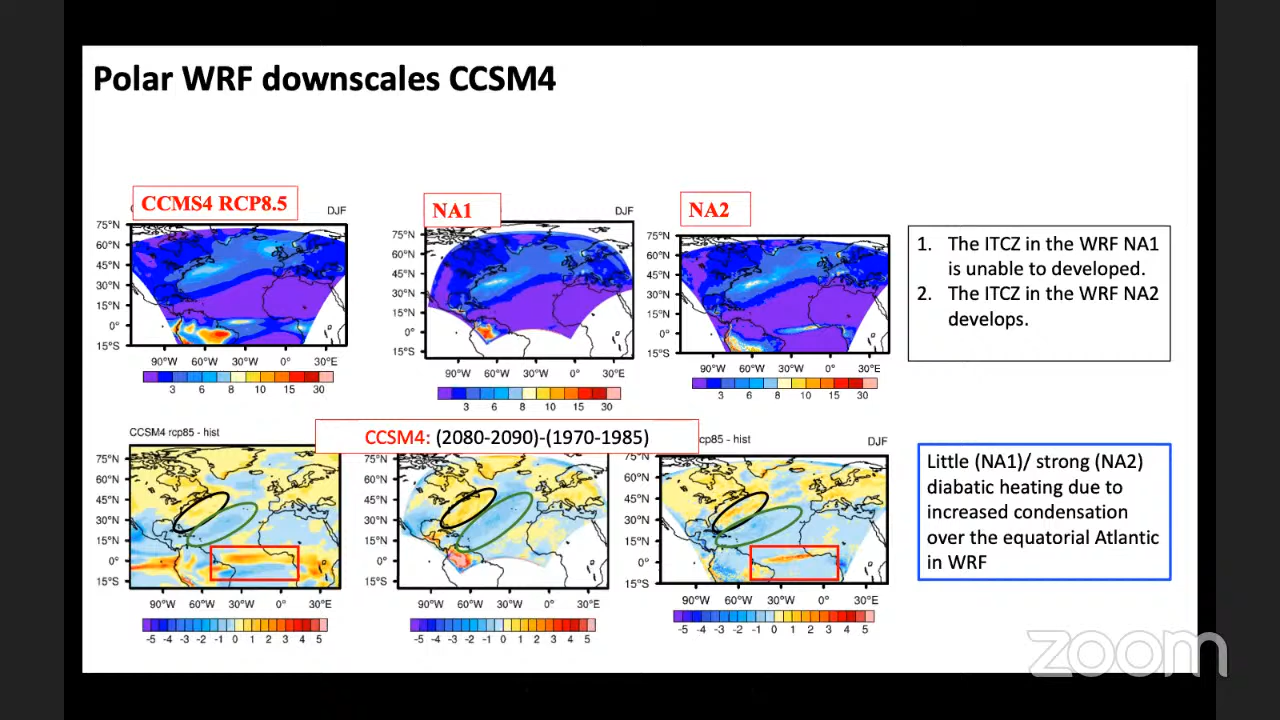 Polar WRF downscales CCSM4
CCMS4 RCP8.5
DJF
75°N
60°N
45°N
30°N
15°N
0°
15°S
90°W 60°W 30°W 0° 30°E
3 6 8 10 15 30
NA1
DJF
75°N
60°N
45°N
30°N
15°N
0°
15°S
90°W 60°W 30°W 0° 30°E
3 6 8 10 15 30
NA2
75°N
60°N
45°N
30°N
15°N
0°
15°S
90°W 60°W 30°W 0° 30°E
3 6 8 10 15 30
1. The ITCZ in the WRF NA1
is unable to developed.
2. The ITCZ in the WRF NA2
develops.
CCSM4: (2080-2090)-(1970-1985)
CCSM4 rcp85 - hist
75°N
60°N
45°N
30°N
15°N
0°
15°S
90°W 60°W 30°W 0° 30°E
-5 -4 -3 -2 -1 0 1 2 3 4 5
75°N
60°N
45°N
30°N
15°N
0°
15°S
90°W 60°W 30°W 0° 30°E
-5 -4 -3 -2 -1 0 1 2 3 4 5
cp85 - hist
DJF
75°N
60°N
45°N
30°N
15°N
0°
15°S
90°W 60°W 30°W 0° 30°E
-5 -4 -3 -2 -1 0 1 2 3 4 5
Little (NA1)/ strong (NA2)
diabatic heating due to
increased condensation
over the equatorial Atlantic
in WRF
zoom